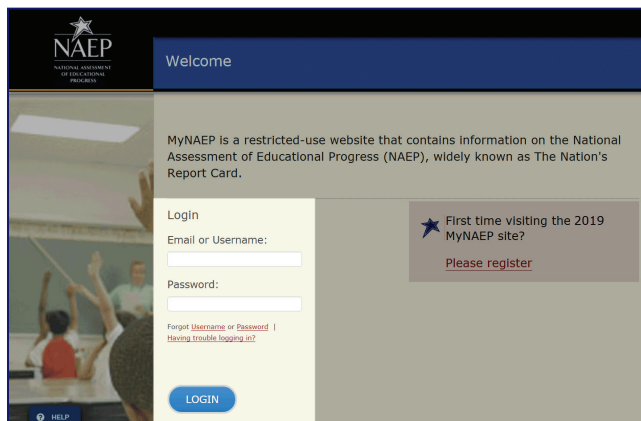 NAEP
NATIONAL ASSESSMENT
OF EDUCATIONAL
PROGRESS
Welcome
MyNAEP is a restricted-use website that contains information on the National
Assessment of Educational Progress (NAEP), widely known as The Nation's
Report Card.
Login
Email or Username:
Password:
Forgot Username or Password |
Having trouble logging in?
LOGIN
First time visiting the 2019
MyNAEP site?
Please register
HELP